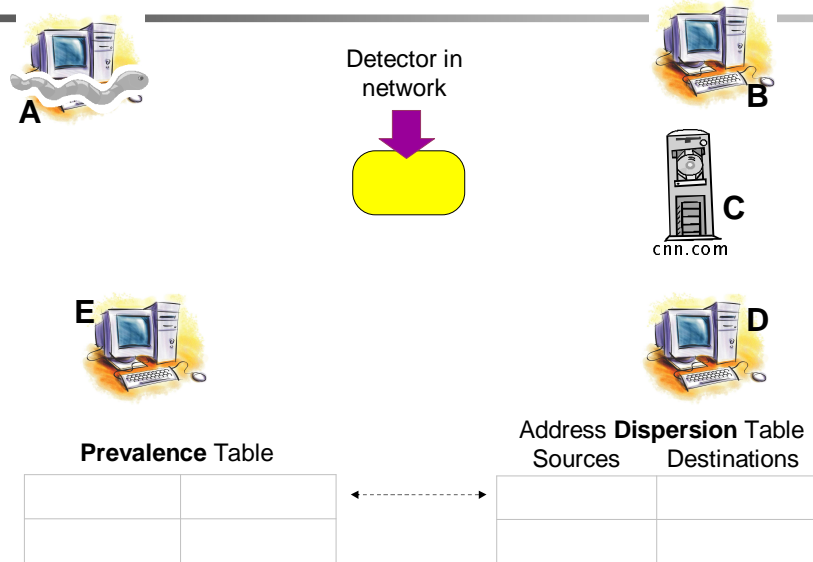 A
Detector in
network
B
C
cnn.com
E
D
Prevalence Table
Address Dispersion Table
Sources Destinations